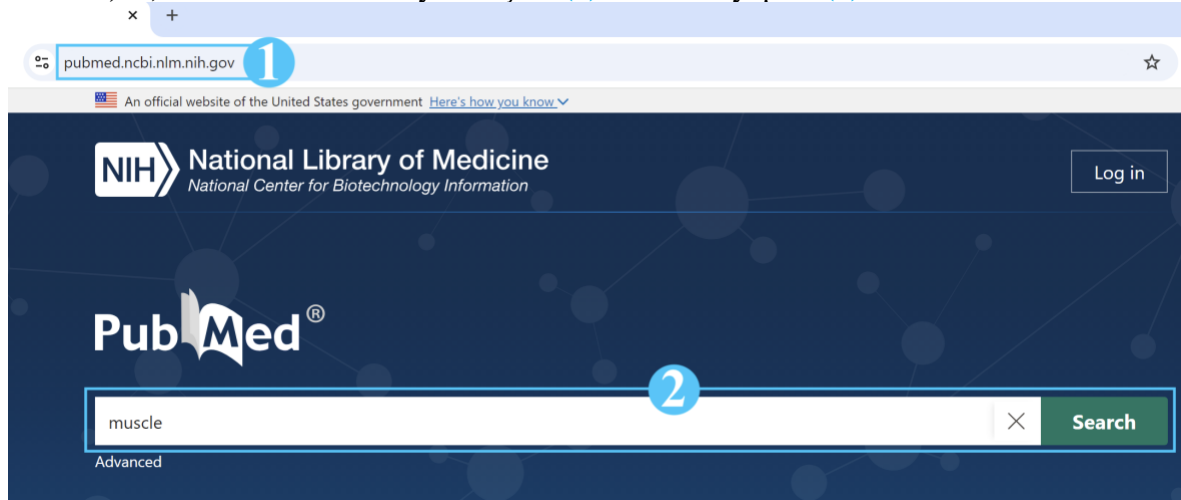 × +
pubmed.ncbi.nlm.nih.gov 1
An official website of the United States government Here's how you know
NIH National Library of Medicine
National Center for Biotechnology Information
Log in
PubMed®
2
muscle × Search
Advanced